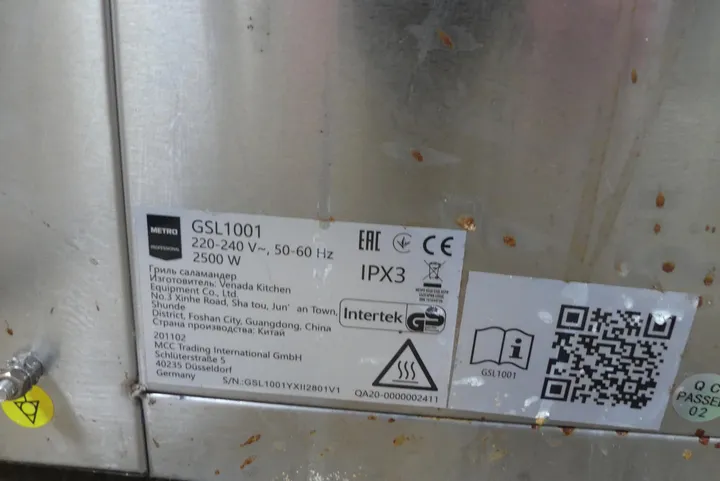 METRO
PROFESSIONAL
GSL1001
220-240 V~, 50-60 Hz
2500 W
Гриль саламандер
Изготовитель: Venada Kitchen
Equipment Co., Ltd.
No.3 Xinhe Road, Sha tou, Jun' an Town,
Shunde
District, Foshan City, Guangdong, China
Страна производства: Китай
201102
MCC Trading International GmbH
Schlüterstraße 5
40235 Düsseldorf
Germany
S/N:GSL1001YXII2801V1
EAC CE
IPX3
Intertek GS
QA20-0000002411
GSL1001
Q C
PASSED
02